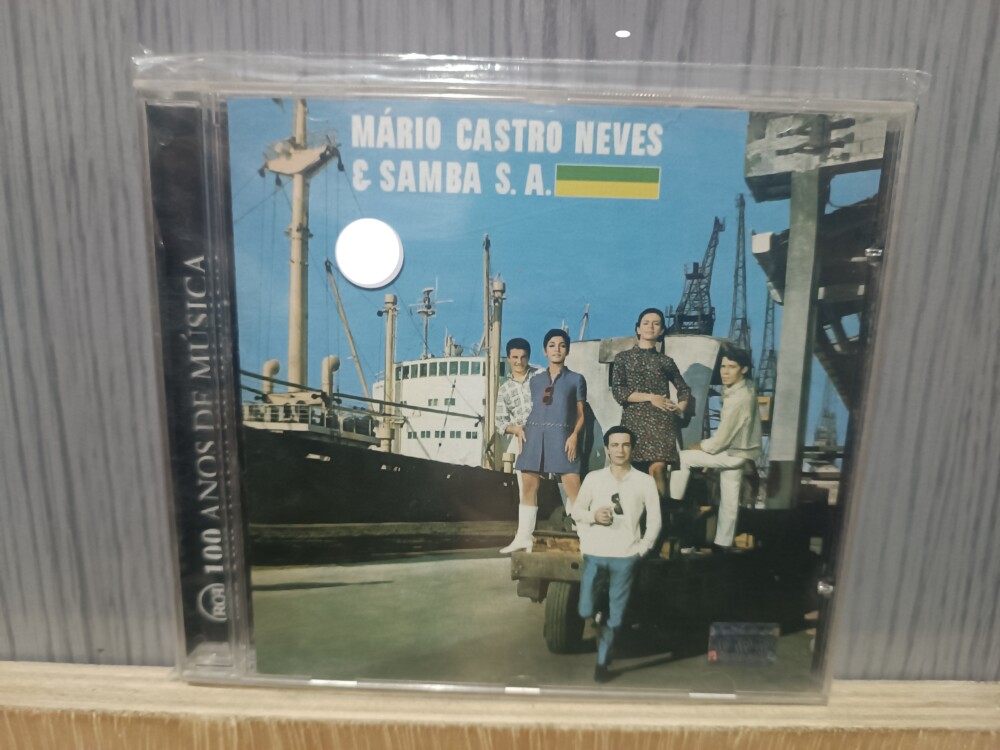 MÁRIO CASTRO NEVES
& SAMBA S. A.
RCA 100 ANOS DE MÚSICA